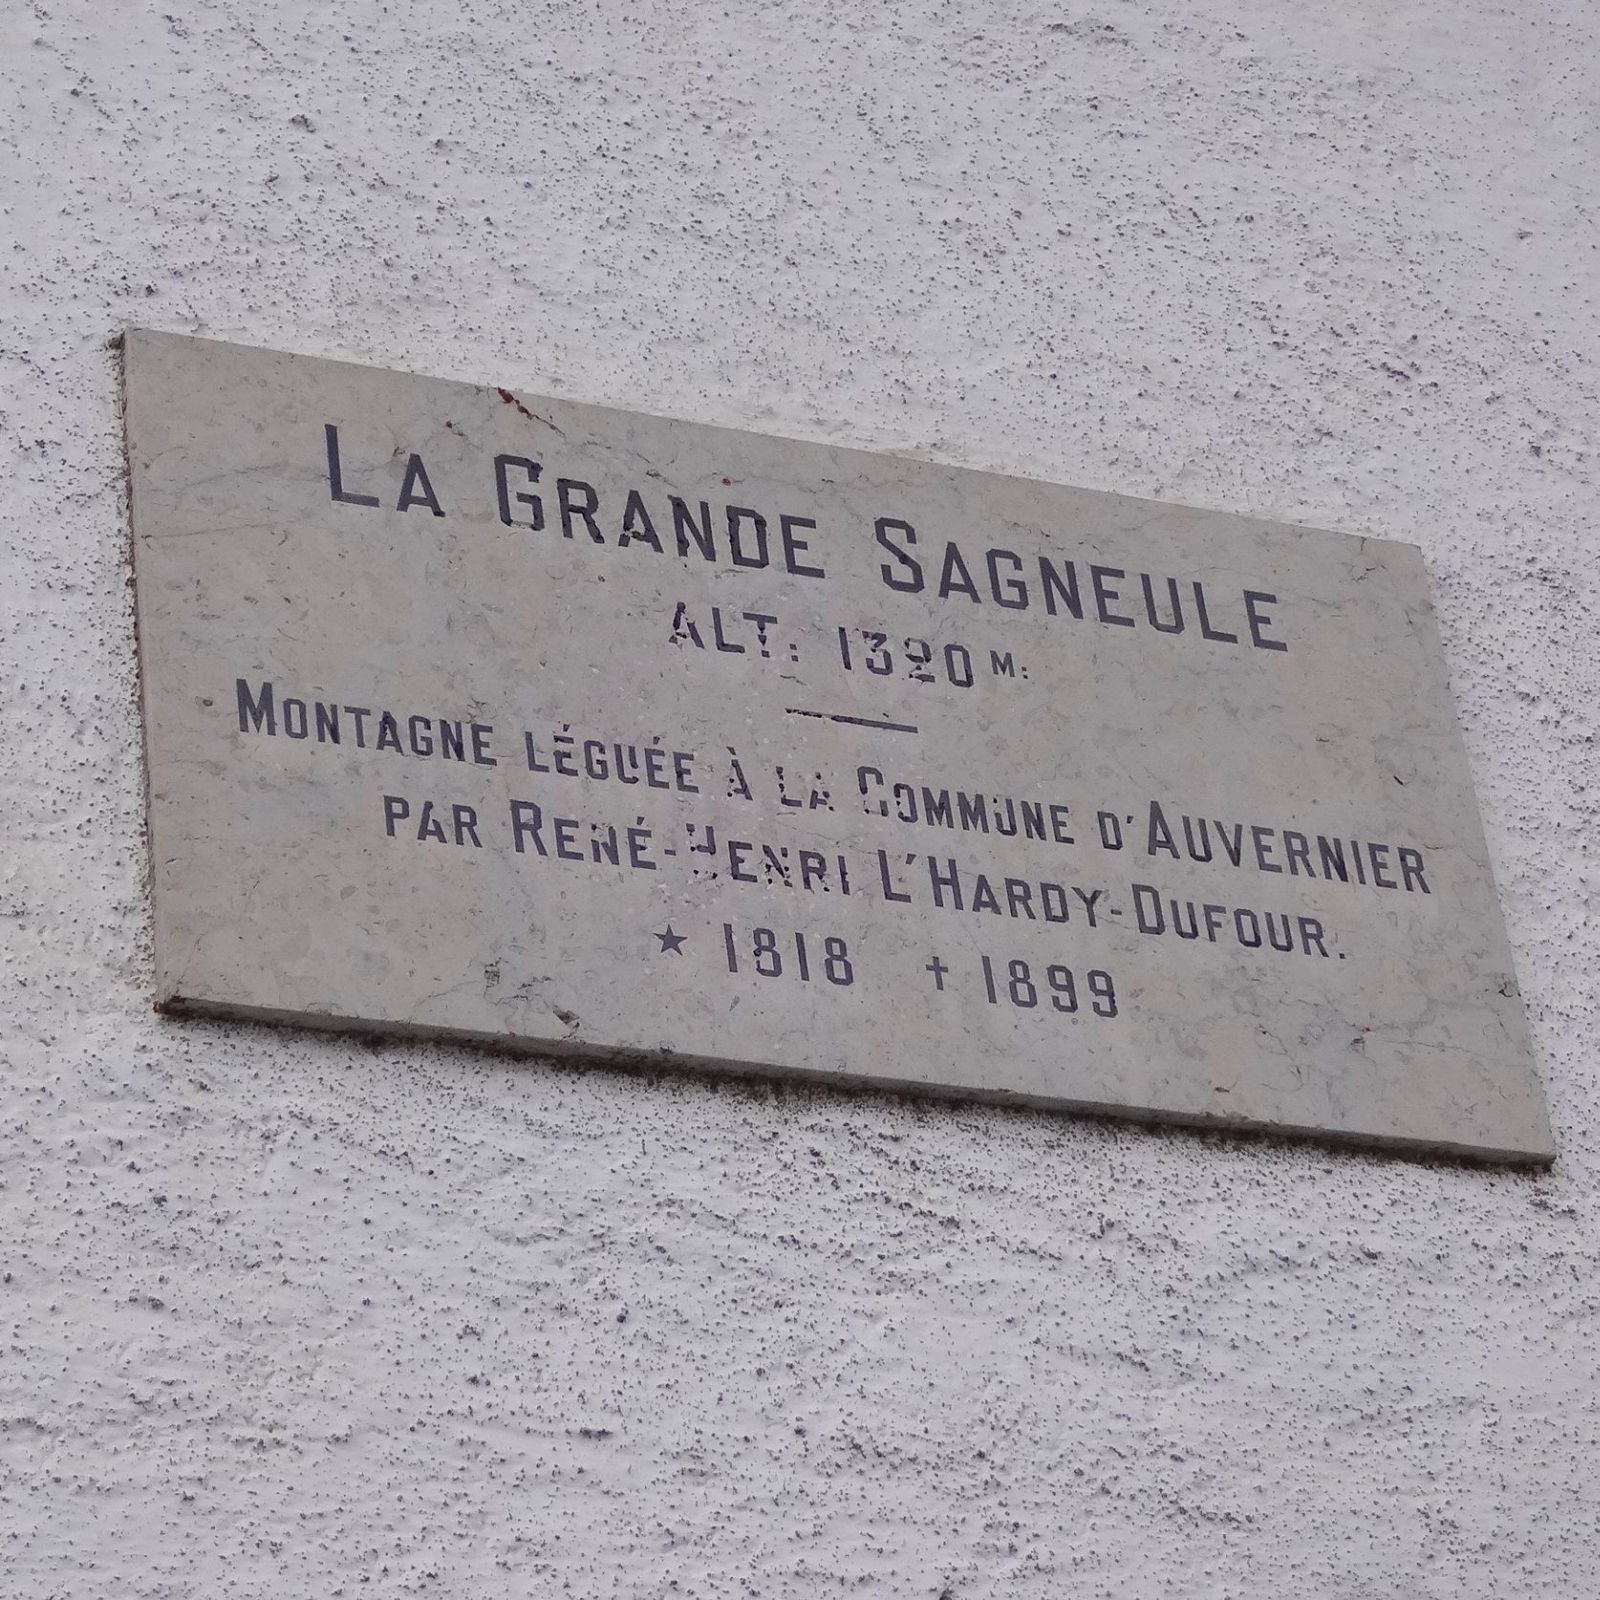 La Grande Sagneule
Alt: 1320 m:
Montagne léguée à la Commune d'Auvernier
par René-Henri L'Hardy-Dufour.
★ 1818 † 1899